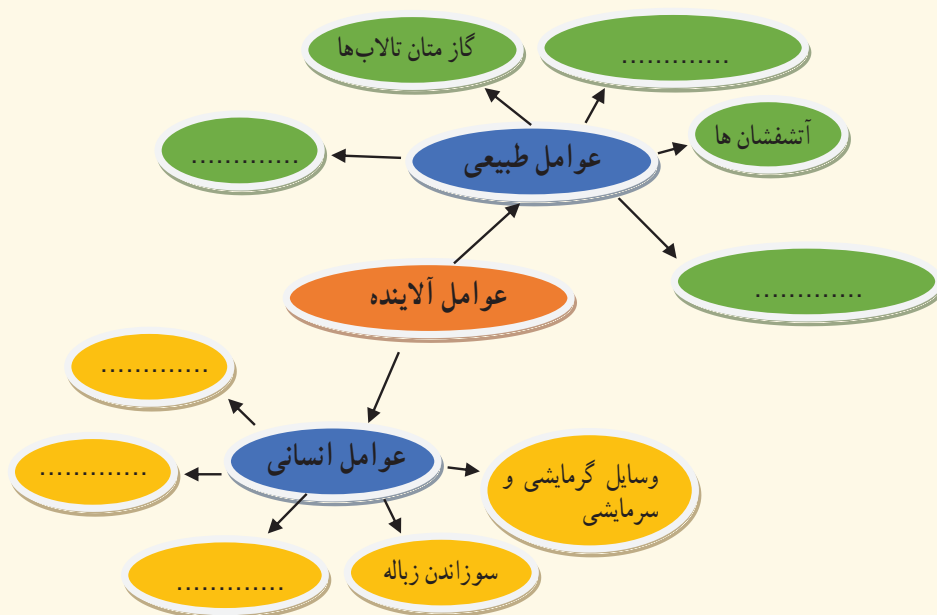 گاز متان تالاب‌ها
.............
آتشفشان ها
.............
عوامل طبیعی
.............
عوامل آلاینده
.............
.............
عوامل انسانی
وسایل گرمایشی و
سرمایشی
سوزاندن زباله
.............